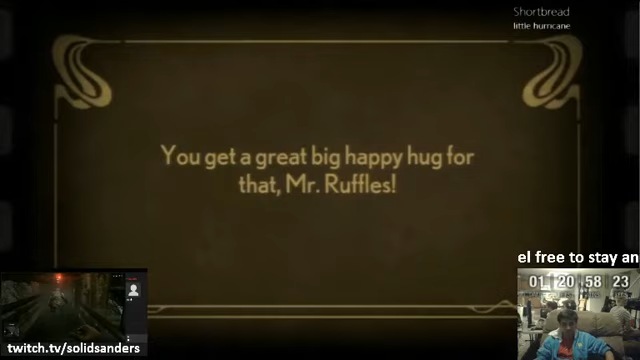 Shortbread
little hurricane
You get a great big happy hug for
that, Mr. Ruffles!
el free to stay an
01 20 58 23
twitch.tv/solidsanders